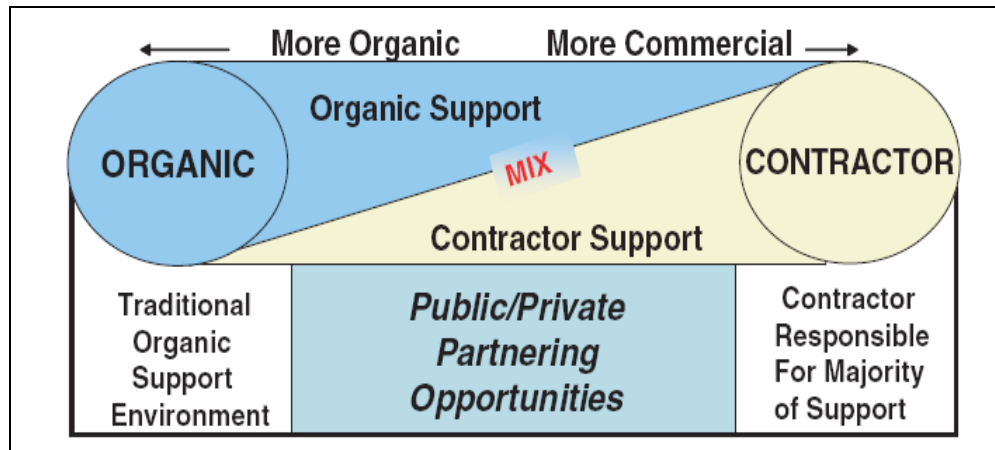 More Organic More Commercial
Organic Support
ORGANIC
MIX
CONTRACTOR
Contractor Support
Traditional
Organic
Support
Environment
Public/Private
Partnering
Opportunities
Contractor
Responsible
For Majority
of Support